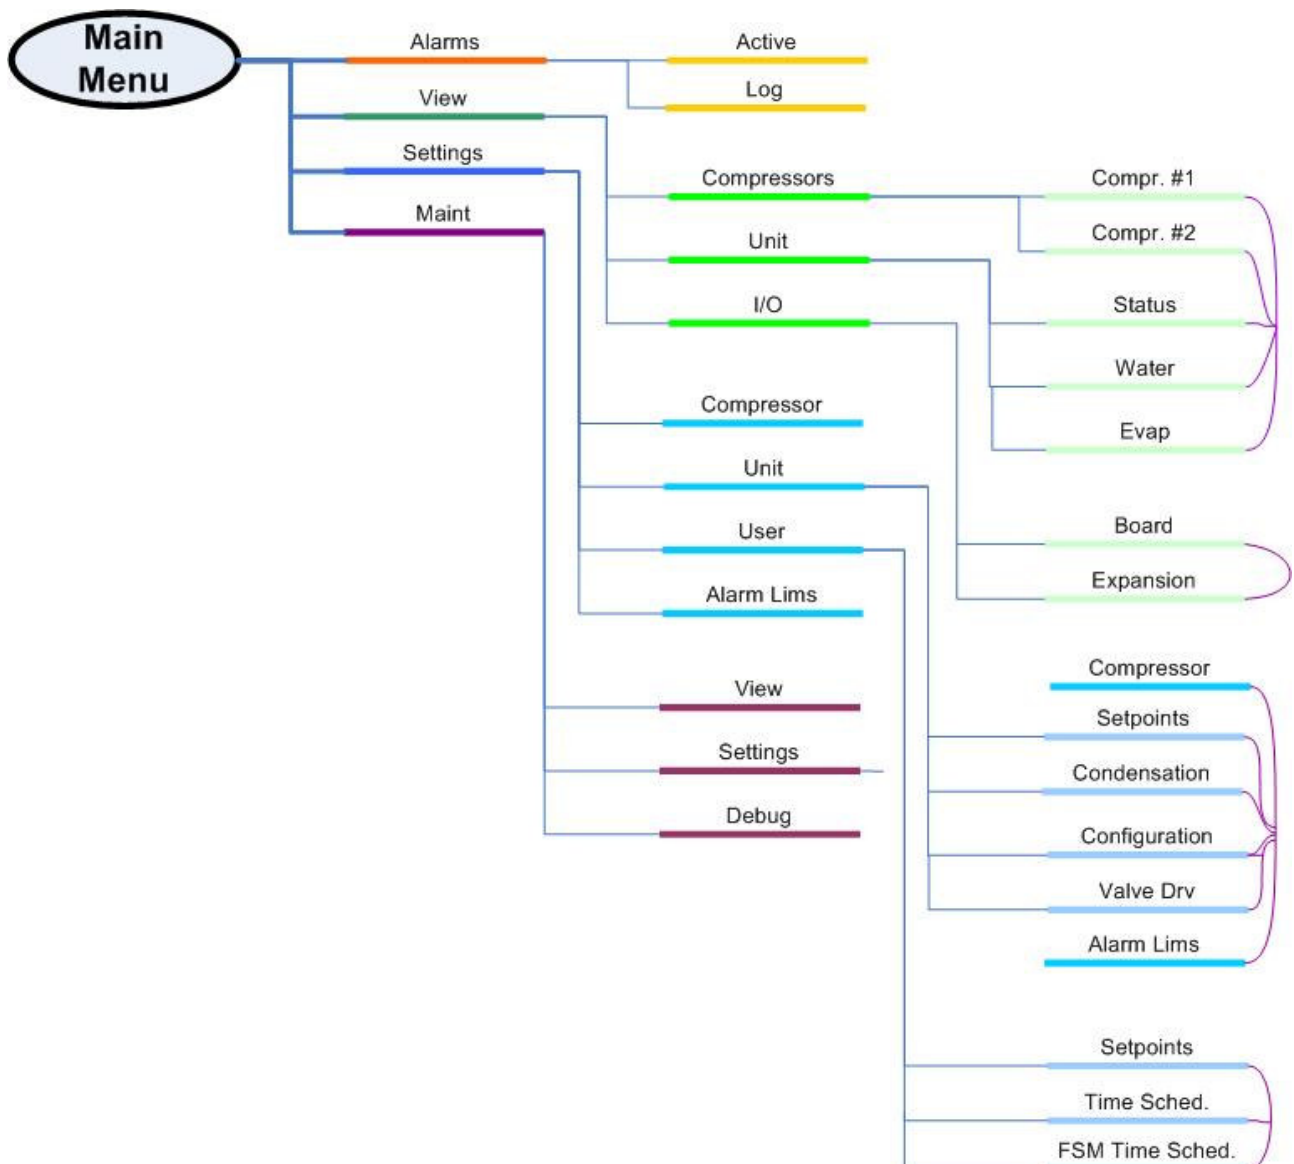 Main
Menu
Alarms
Active
Log
View
Settings
Maint
Compressors
Compr. #1
Compr. #2
Unit
Status
I/O
Water
Evap
Compressor
Unit
User
Alarm Lims
Board
Expansion
View
Settings
Debug
Compressor
Setpoints
Condensation
Configuration
Valve Drv
Alarm Lims
Setpoints
Time Sched.
FSM Time Sched.